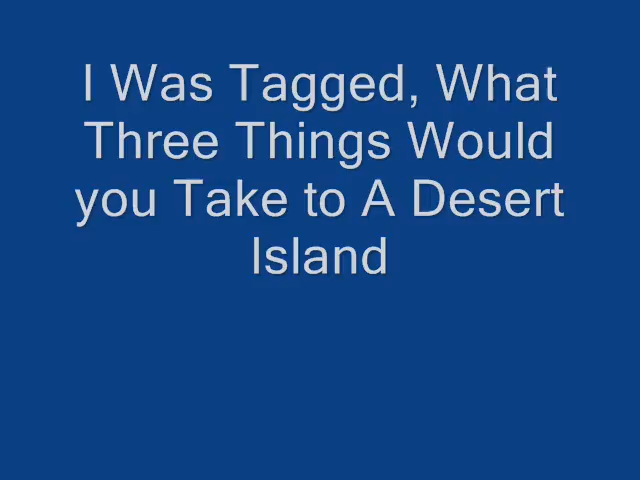 I Was Tagged, What
Three Things Would
you Take to A Desert
Island